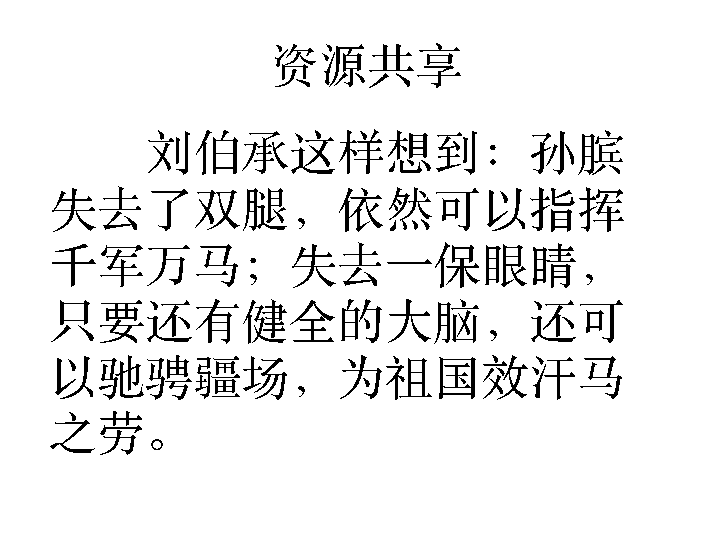 资源共享
刘伯承这样想到：孙膑
失去了双腿，依然可以指挥
千军万马；失去一保眼睛，
只要还有健全的大脑，还可
以驰骋疆场，为祖国效汗马
之劳。